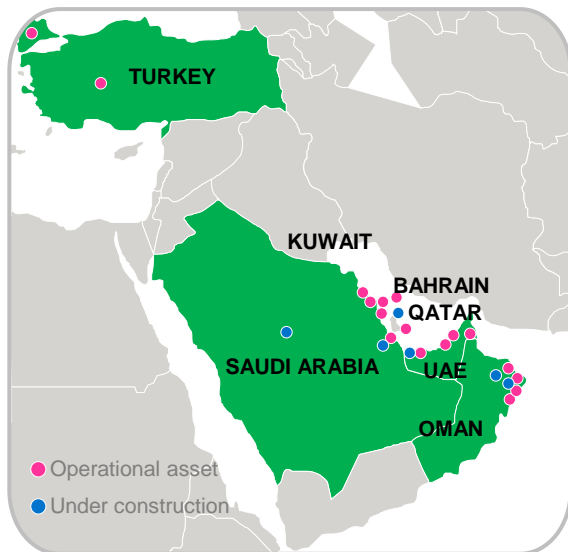 TURKEY
KUWAIT
BAHRAIN
QATAR
SAUDI ARABIA
UAE
OMAN
Operational asset
Under construction